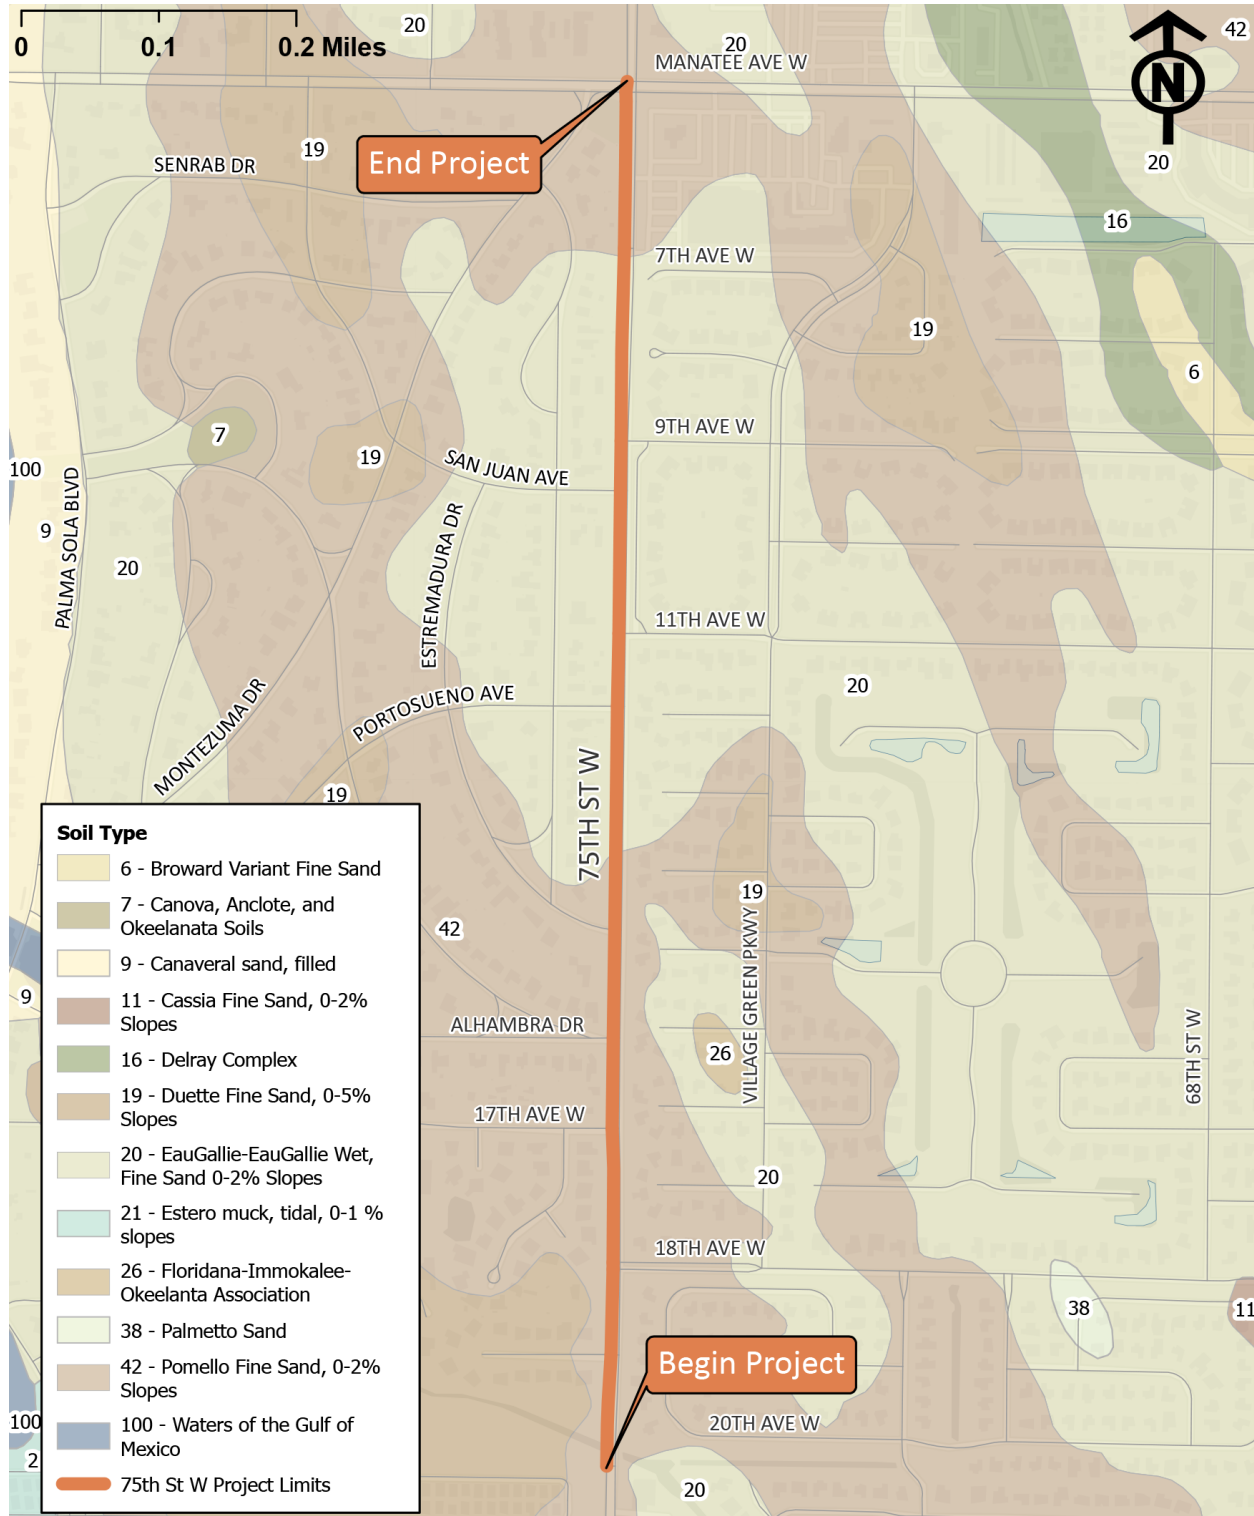 0
0.1
0.2 Miles
20
20
42
MANATEE AVE W
N
End Project
19
SENRAB DR
20
16
7TH AVE W
19
6
7
9TH AVE W
19
SAN JUAN AVE
100
PALMA SOLA BLVD
9
20
ESTREMADURA DR
11TH AVE W
20
PORTOSUENO AVE
MONTEZUMA DR
75TH ST W
19
19
VILLAGE GREEN PKWY
42
9
ALHAMBRA DR
26
68TH ST W
17TH AVE W
20
18TH AVE W
38
11
Begin Project
20TH AVE W
100
2
20
Soil Type
6 - Broward Variant Fine Sand
7 - Canova, Anclote, and
Okeelanata Soils
9 - Canaveral sand, filled
11 - Cassia Fine Sand, 0-2%
Slopes
16 - Delray Complex
19 - Duette Fine Sand, 0-5%
Slopes
20 - EauGallie-EauGallie Wet,
Fine Sand 0-2% Slopes
21 - Estero muck, tidal, 0-1 %
slopes
26 - Floridana-Immokalee-
Okeelanta Association
38 - Palmetto Sand
42 - Pomello Fine Sand, 0-2%
Slopes
100 - Waters of the Gulf of
Mexico
75th St W Project Limits